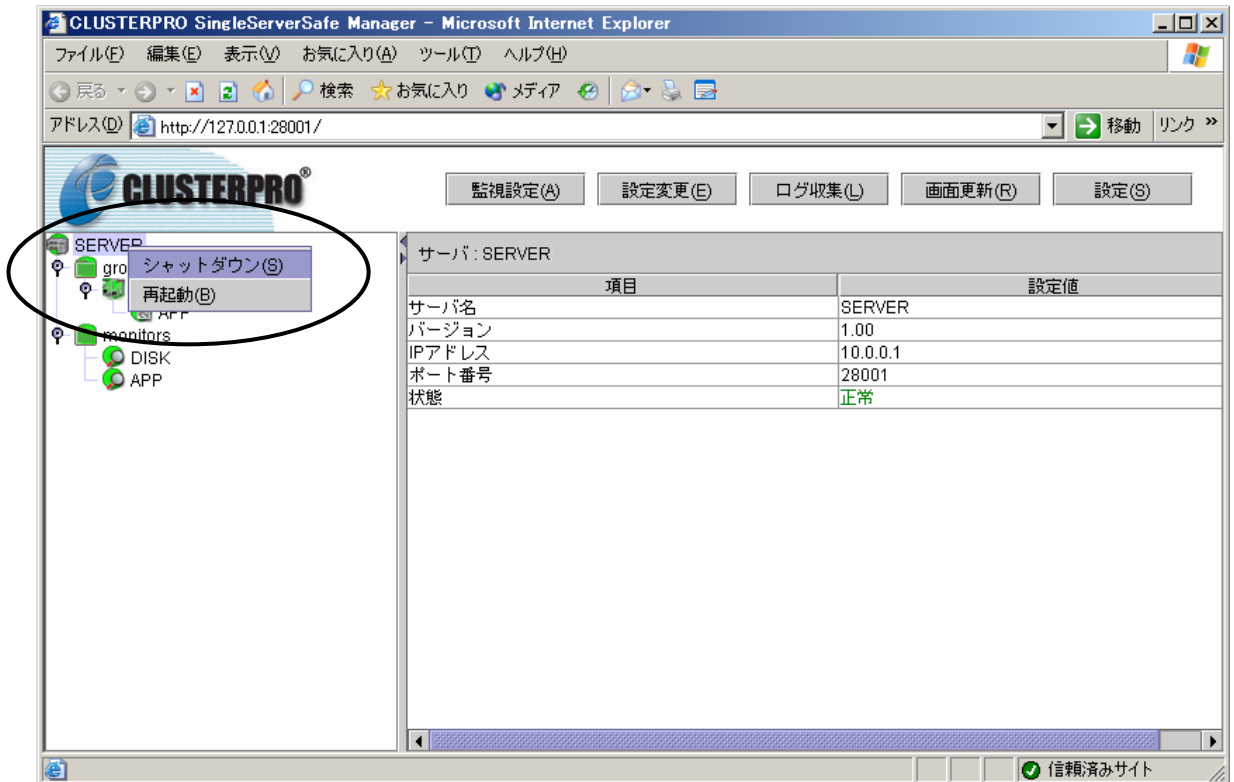 CLUSTERPRO SingleServerSafe Manager - Microsoft Internet Explorer
ファイル(F) 編集(E) 表示(V) お気に入り(A) ツール(T) ヘルプ(H)
戻る 検索 お気に入り メディア
アドレス(D) http://127.0.0.1:28001/ 移動 リンク »
CLUSTERPRO® 監視設定(A) 設定変更(E) ログ収集(L) 画面更新(R) 設定(S)
SERVER
gro
シャットダウン(S)
再起動(B)
APP
monitors
DISK
APP
サーバ : SERVER
項目 設定値
サーバ名 SERVER
バージョン 1.00
IPアドレス 10.0.0.1
ポート番号 28001
状態 正常
信頼済みサイト